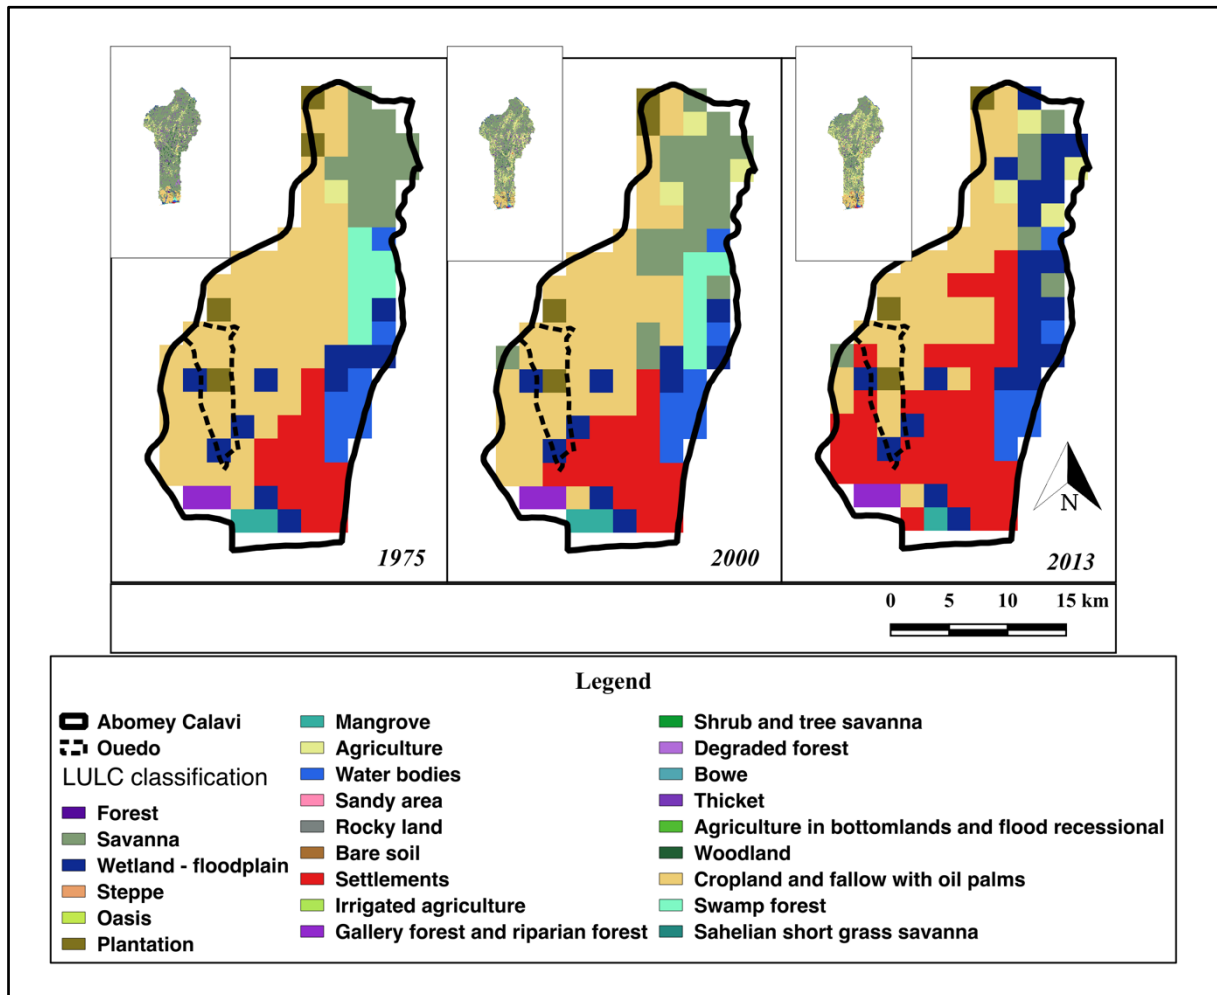 1975
2000
2013
N
0 5 10 15 km
Legend
Abomey Calavi
Ouedo
LULC classification
Forest
Savanna
Wetland - floodplain
Steppe
Oasis
Plantation
Mangrove
Agriculture
Water bodies
Sandy area
Rocky land
Bare soil
Settlements
Irrigated agriculture
Gallery forest and riparian forest
Shrub and tree savanna
Degraded forest
Bowe
Thicket
Agriculture in bottomlands and flood recessional
Woodland
Cropland and fallow with oil palms
Swamp forest
Sahelian short grass savanna